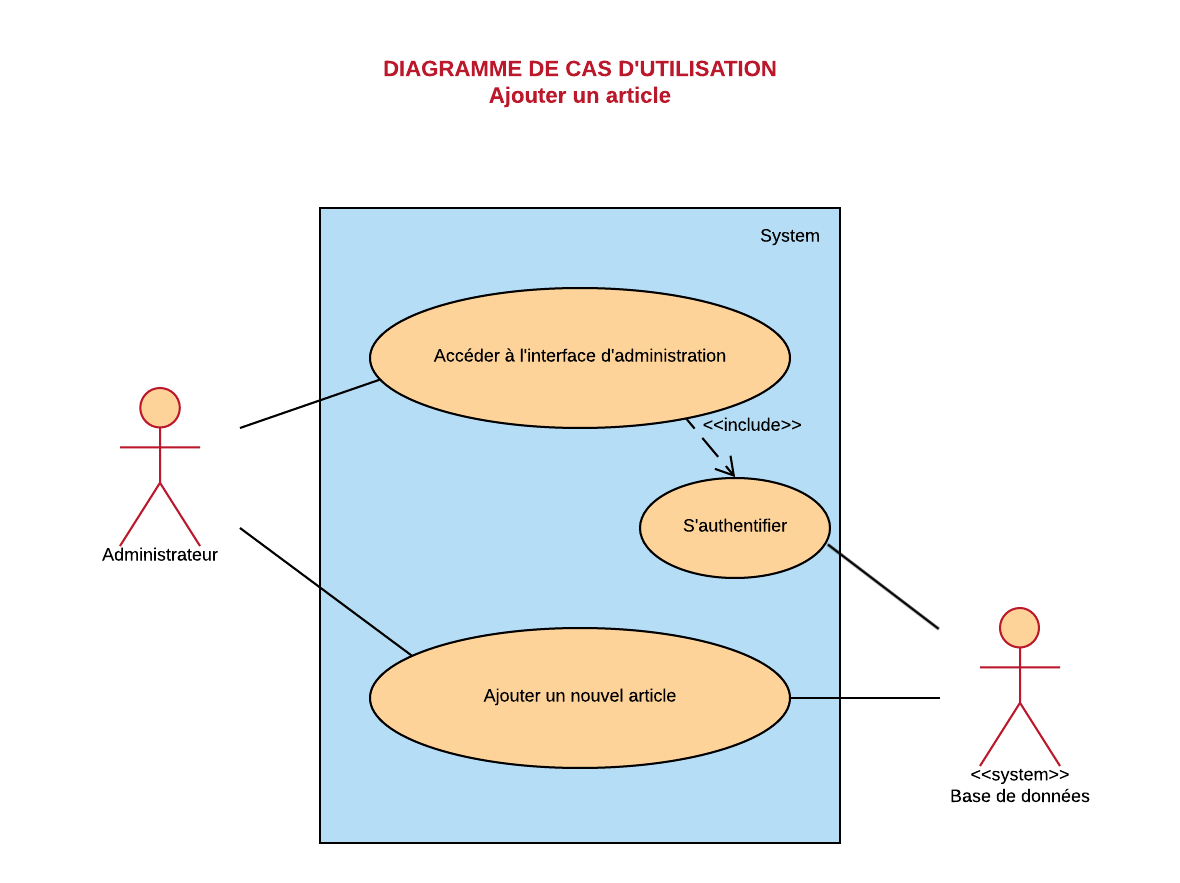 DIAGRAMME DE CAS D'UTILISATION
Ajouter un article
System
Accéder à l'interface d'administration
<<include>>
S'authentifier
Administrateur
Ajouter un nouvel article
<<system>>
Base de données